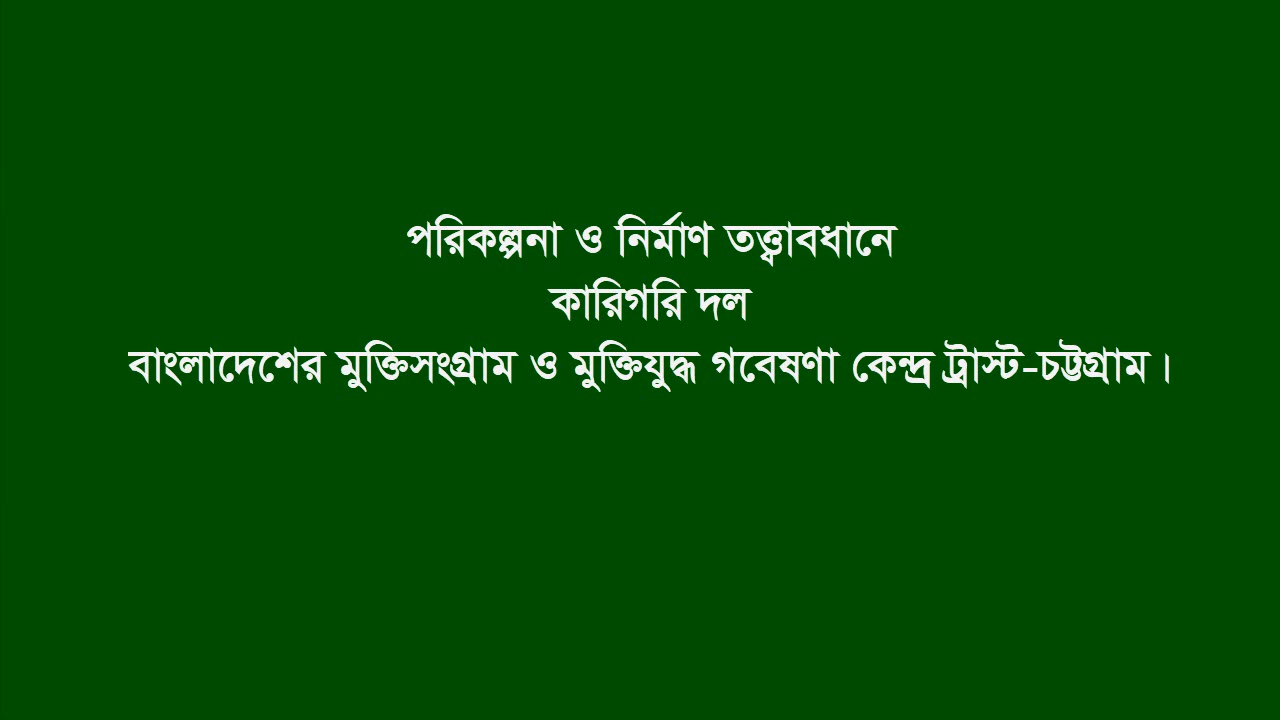 পরিকল্পনা ও নির্মাণ তত্ত্বাবধানে
কারিগরি দল
বাংলাদেশের মুক্তিসংগ্রাম ও মুক্তিযুদ্ধ গবেষণা কেন্দ্র ট্রাস্ট-চট্টগ্রাম।